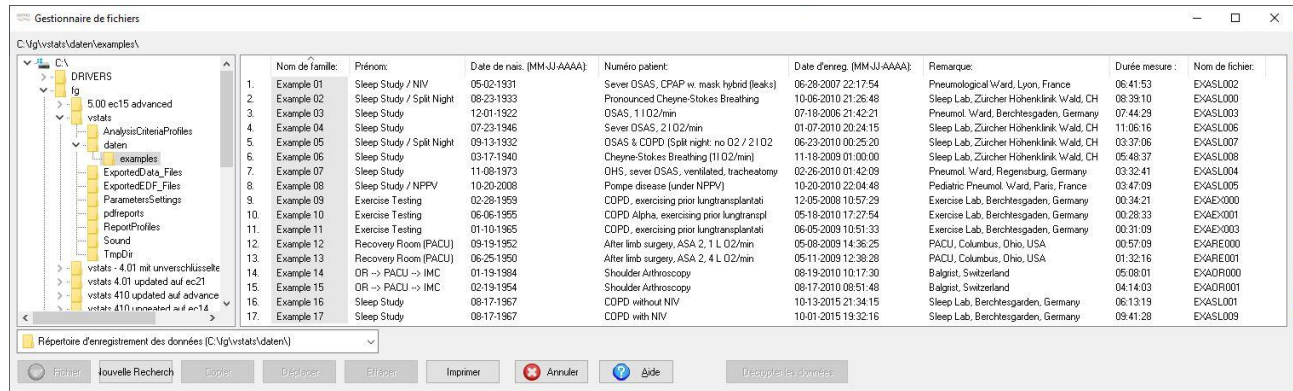 Gestionnaire de fichiers
C:\fg\vstats\daten\examples\
C:\
DRIVERS
fg
5.00 ec15 advanced
vstats
AnalysisCriteriaProfiles
daten
examples
ExportedData_Files
ExportedEDF_Files
ParametersSettings
pdfreports
ReportProfiles
Sound
TmpDir
vstats - 4.01 mit unverschlüsselte
vstats 4.01 updated auf ec21
vstats 410 updated auf advance
vstats 410 upgeated auf ec14
Nom de famille: Prénom: Date de nais. (MM-JJ-AAAA): Numéro patient: Date d'enreg. (MM-JJ-AAAA): Remarque: Durée mesure : Nom de fichier:
1. Example 01 Sleep Study / NIV 05-02-1931 Sever OSAS, CPAP w. mask hybrid (leaks) 06-28-2007 22:17:54 Pneumological Ward, Lyon, France 06:41:53 EXASL002
2. Example 02 Sleep Study / Split Night 08-23-1933 Pronounced Cheyne-Stokes Breathing 10-06-2010 21:26:48 Sleep Lab, Zürcher Höhenklinik Wald, CH 08:39:10 EXASL000
3. Example 03 Sleep Study 12-01-1922 OSAS, 1 l O2/min 07-18-2006 21:42:21 Pneumol. Ward, Berchtesgaden, Germany 07:44:29 EXASL003
4. Example 04 Sleep Study 07-23-1946 Sever OSAS, 2 l O2/min 01-07-2010 20:24:15 Sleep Lab, Zürcher Höhenklinik Wald, CH 11:06:16 EXASL006
5. Example 05 Sleep Study / Split Night 09-13-1932 OSAS & COPD (Split night: no O2 / 2 l O2 06-23-2010 00:25:20 Sleep Lab, Zürcher Höhenklinik Wald, CH 03:37:06 EXASL007
6. Example 06 Sleep Study 03-17-1940 Cheyne-Stokes Breathing (1l O2/min) 11-18-2009 01:00:00 Sleep Lab, Zürcher Höhenklinik Wald, CH 05:48:37 EXASL008
7. Example 07 Sleep Study 11-08-1973 OHS, sever OSAS, ventilated, tracheatomy 02-26-2010 01:42:09 Pneumol. Ward, Regensburg, Germany 03:32:41 EXASL004
8. Example 08 Sleep Study / NPPV 10-20-2008 Pompe disease (under NPPV) 10-20-2010 22:04:48 Pediatric Pneumol. Ward, Paris, France 03:47:09 EXASL005
9. Example 09 Exercise Testing 02-28-1959 COPD, exercising prior lungtransplantati 12-05-2008 10:57:29 Exercise Lab, Berchtesgaden, Germany 00:34:21 EXAEX000
10. Example 10 Exercise Testing 06-06-1955 COPD Alpha, exercising prior lungtranspl 05-18-2010 17:27:54 Exercise Lab, Berchtesgaden, Germany 00:28:33 EXAEX001
11. Example 11 Exercise Testing 01-10-1965 COPD, exercising prior lungtransplantati 06-05-2009 10:51:33 Exercise Lab, Berchtesgaden, Germany 00:31:09 EXAEX003
12. Example 12 Recovery Room (PACU) 09-19-1952 After limb surgery, ASA 2, 1 L O2/min 05-08-2009 14:36:25 PACU, Columbus, Ohio, USA 00:57:09 EXARE000
13. Example 13 Recovery Room (PACU) 06-25-1950 After limb surgery, ASA 2, 4 L O2/min 05-11-2009 12:38:28 PACU, Columbus, Ohio, USA 01:32:16 EXARE001
14. Example 14 OR --> PACU --> IMC 01-19-1984 Shoulder Arthroscopy 08-19-2010 10:17:30 Balgrist, Switzerland 05:08:01 EXAOR000
15. Example 15 OR --> PACU --> IMC 02-19-1954 Shoulder Arthroscopy 08-17-2010 08:51:48 Balgrist, Switzerland 04:14:03 EXAOR001
16. Example 16 Sleep Study 08-17-1967 COPD without NIV 10-13-2015 21:34:15 Sleep Lab, Berchtesgarden, Germany 06:13:19 EXASL001
17. Example 17 Sleep Study 08-17-1967 COPD with NIV 10-01-2015 19:32:16 Sleep Lab, Berchtesgarden, Germany 09:41:28 EXASL009
Répertoire d'enregistrement des données (C:\fg\vstats\daten\)
Fichier Nouvelle Recherch Copier Déplacer Effacer Imprimer Annuler Aide Décrypter les données